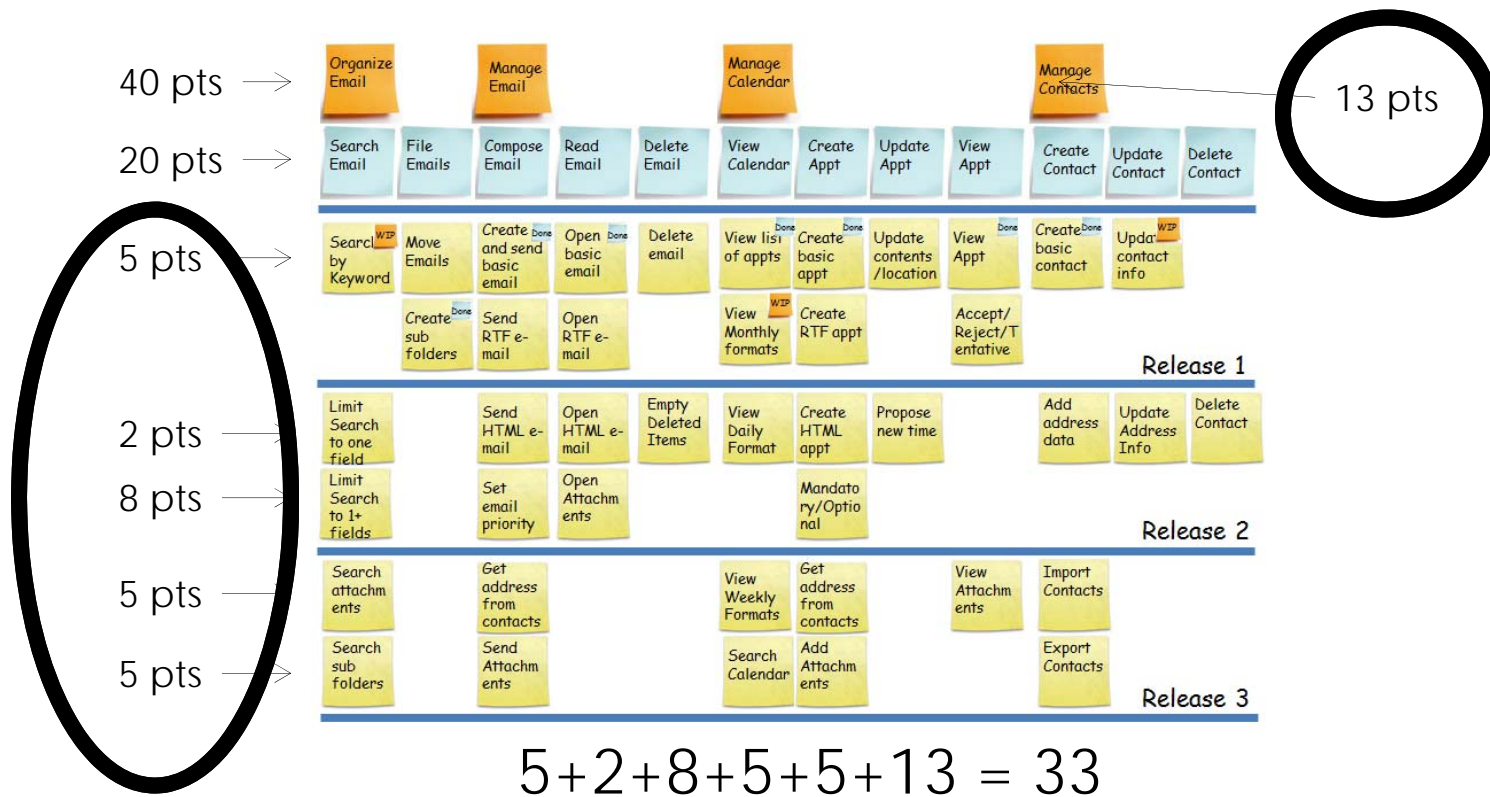 40 pts
Organize
Email
Manage
Email
Manage
Calendar
Manage
Contacts
13 pts
20 pts
Search
Email
File
Emails
Compose
Email
Read
Email
Delete
Email
View
Calendar
Create
Appt
Update
Appt
View
Appt
Create
Contact
Update
Contact
Delete
Contact
5 pts
WIP
by
Keyword
Move
Emails
Create
Done
and send
basic
email
Open
Done
basic
email
Delete
email
Done
View list
of appts
Create
Done
basic
appt
Update
contents
/location
View
Done
Appt
Create
Done
basic
contact
WIP
contact
info
Create
Done
sub
folders
Send
RTF e-
mail
Open
RTF e-
mail
View
WIP
Monthly
formats
Create
RTF appt
Accept/
Reject/T
entative
Release 1
2 pts
Limit
Search
to one
field
Send
HTML e-
mail
Open
HTML e-
mail
Empty
Deleted
Items
View
Daily
Format
Create
HTML
appt
Propose
new time
Add
address
data
Update
Address
Info
Delete
Contact
8 pts
Limit
Search
to 1+
fields
Set
email
priority
Open
Attachm
ents
Mandato
ry/Optio
nal
Release 2
5 pts
Search
attachm
ents
Get
address
from
contacts
View
Weekly
Formats
Get
address
from
contacts
View
Attachm
ents
Import
Contacts
5 pts
Search
sub
folders
Send
Attachm
ents
Search
Calendar
Add
Attachm
ents
Export
Contacts
Release 3
5+2+8+5+5+13 = 33